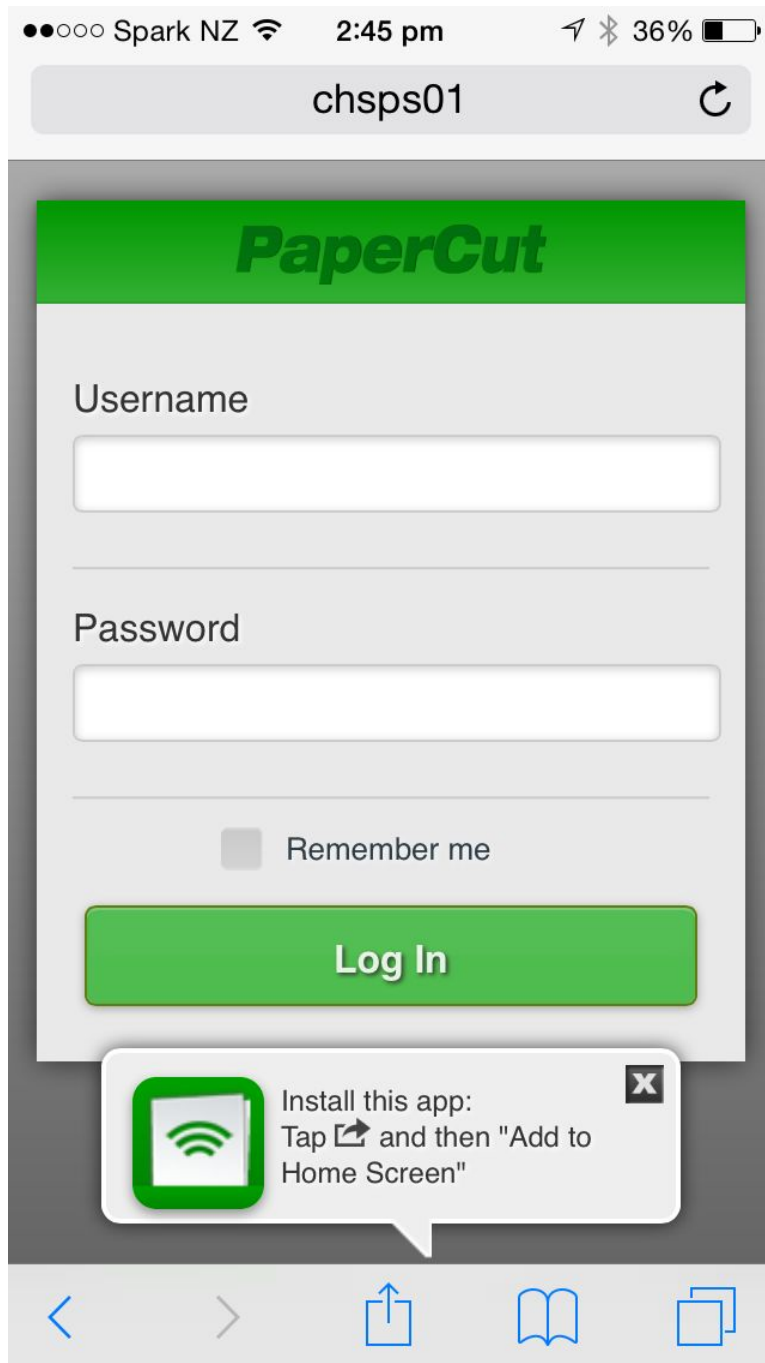 Spark NZ 2:45 pm 36%
chsps01
PaperCut
Username
Password
Remember me
Log In
Install this app:
Tap and then "Add to
Home Screen"